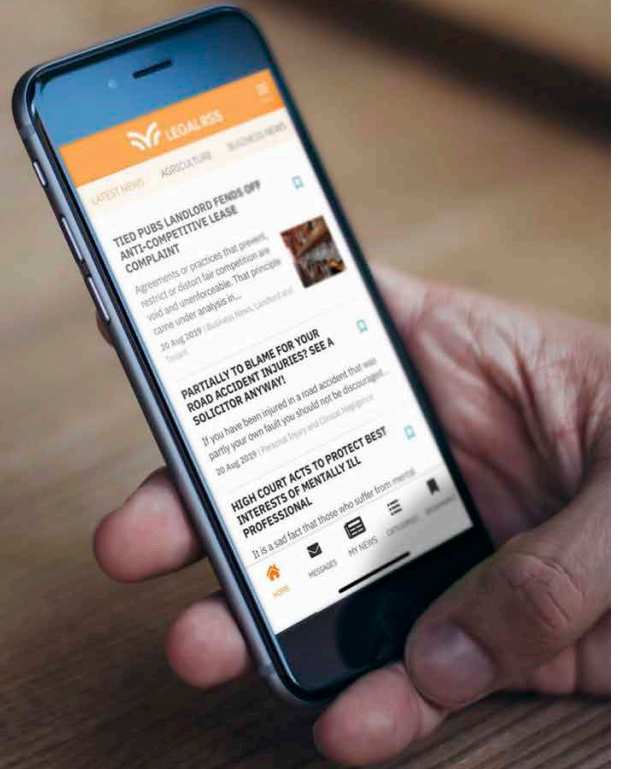 LEGALRSS
LATEST NEWS AGRICULTURE BUSINESS NEWS
TIED PUBS LANDLORD FENDS OFF
ANTI-COMPETITIVE LEASE
COMPLAINT
Agreements or practices that prevent,
restrict or distort fair competition are
void and unenforceable. That principle
came under analysis in...
20 Aug 2019 | Business News, Landlord and
Tenant
PARTIALLY TO BLAME FOR YOUR
ROAD ACCIDENT INJURIES? SEE A
SOLICITOR ANYWAY!
If you have been injured in a road accident that was
partly your own fault you should not be discouraged...
20 Aug 2019 | Personal Injury and Clinical Negligence
HIGH COURT ACTS TO PROTECT BEST
INTERESTS OF MENTALLY ILL
PROFESSIONAL
It is a sad fact that those who suffer from mental
HOME MESSAGES MY NEWS CATEGORIES